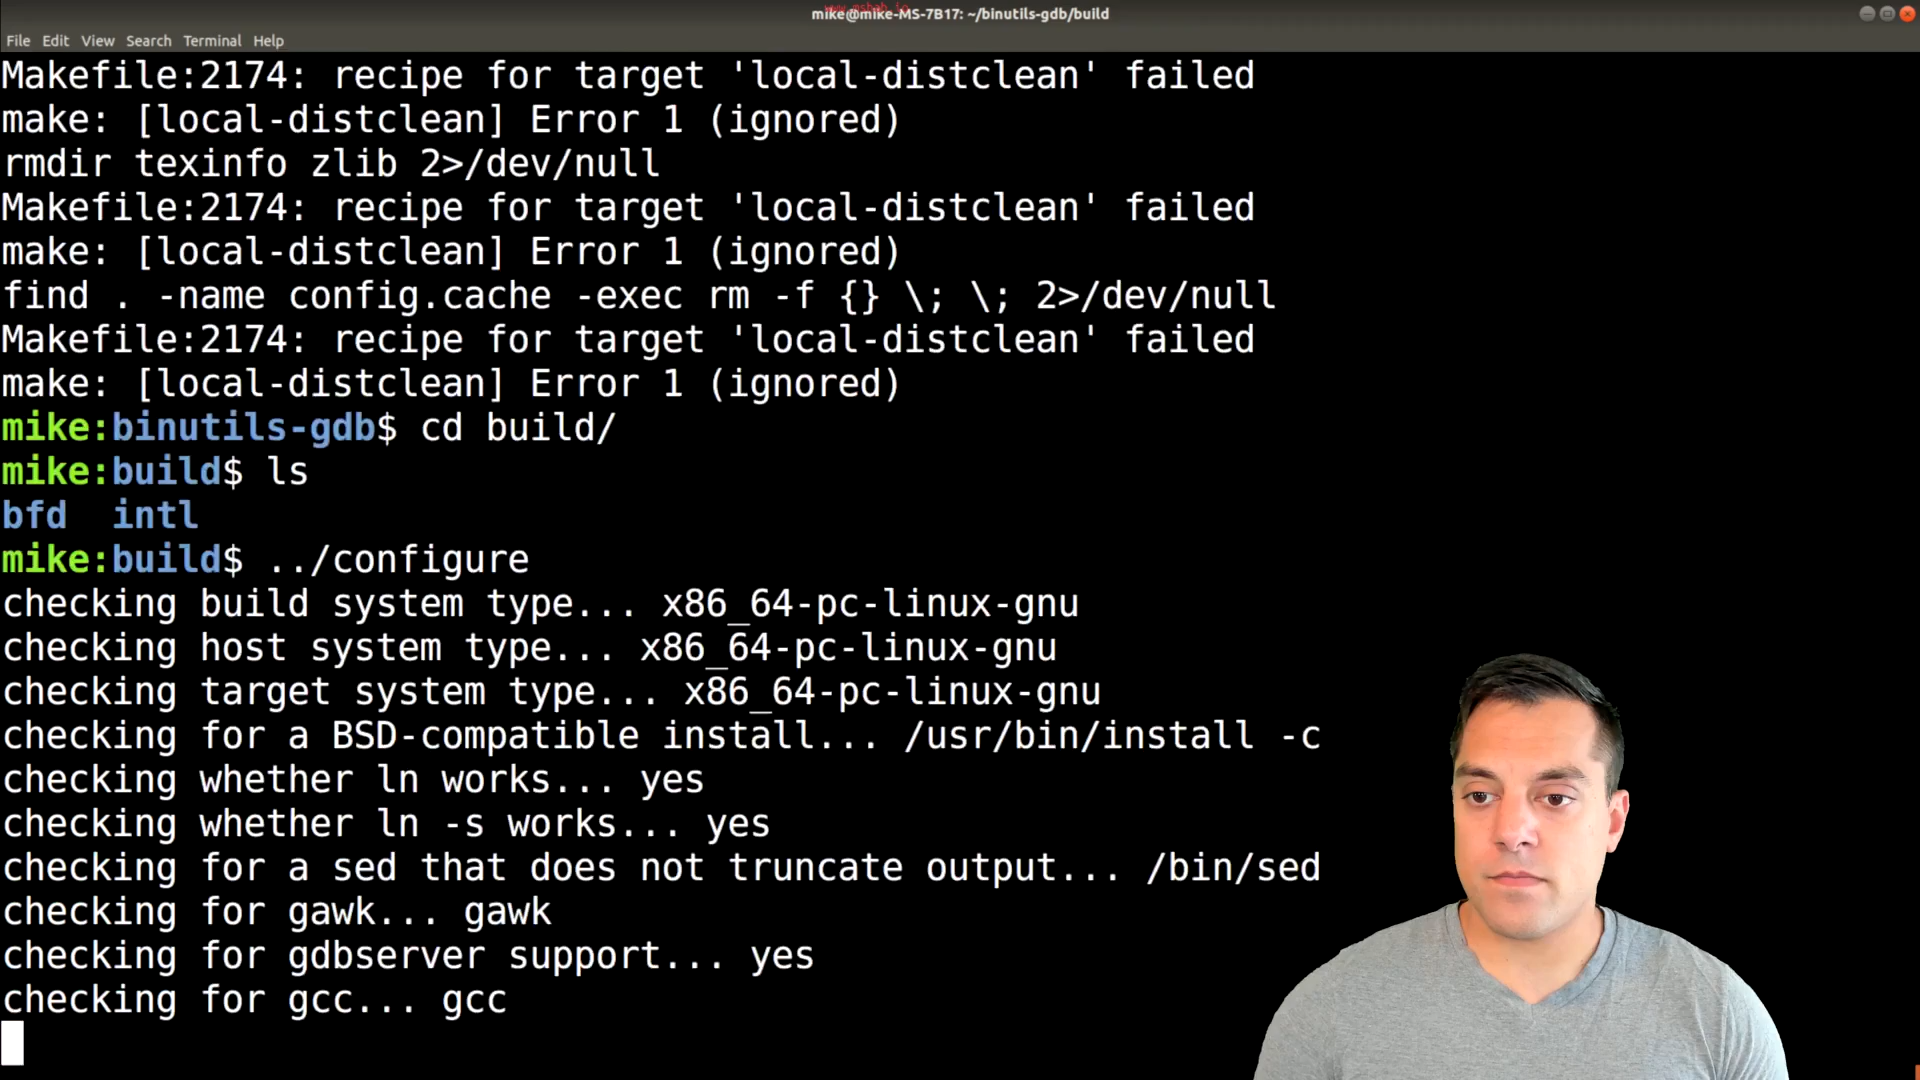 mike@mike-MS-7B17: ~/binutils-gdb/build
File Edit View Search Terminal Help
Makefile:2174: recipe for target 'local-distclean' failed
make: [local-distclean] Error 1 (ignored)
rmdir texinfo zlib 2>/dev/null
Makefile:2174: recipe for target 'local-distclean' failed
make: [local-distclean] Error 1 (ignored)
find . -name config.cache -exec rm -f {} \; \; 2>/dev/null
Makefile:2174: recipe for target 'local-distclean' failed
make: [local-distclean] Error 1 (ignored)
mike:binutils-gdb$ cd build/
mike:build$ ls
bfd intl
mike:build$ ../configure
checking build system type... x86_64-pc-linux-gnu
checking host system type... x86_64-pc-linux-gnu
checking target system type... x86_64-pc-linux-gnu
checking for a BSD-compatible install... /usr/bin/install -c
checking whether ln works... yes
checking whether ln -s works... yes
checking for a sed that does not truncate output... /bin/sed
checking for gawk... gawk
checking for gdbserver support... yes
checking for gcc... gcc